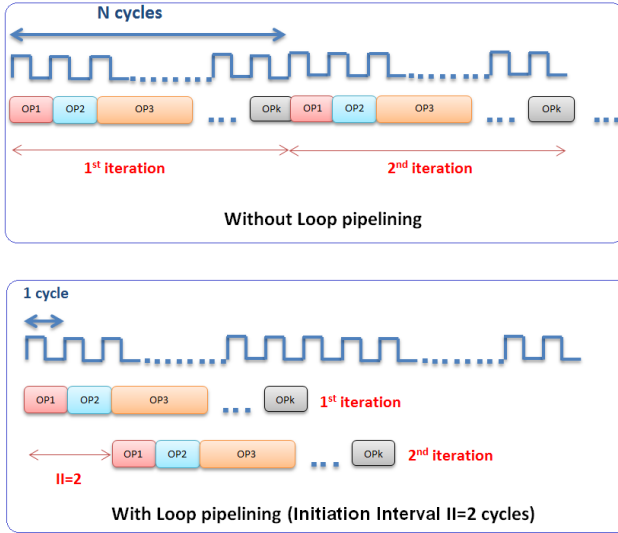 N cycles
OP1 OP2 OP3 OPk OP1 OP2 OP3 OPk
1st iteration 2nd iteration
Without Loop pipelining
1 cycle
OP1 OP2 OP3 OPk 1st iteration
OP1 OP2 OP3 OPk 2nd iteration
II=2
With Loop pipelining (Initiation Interval II=2 cycles)